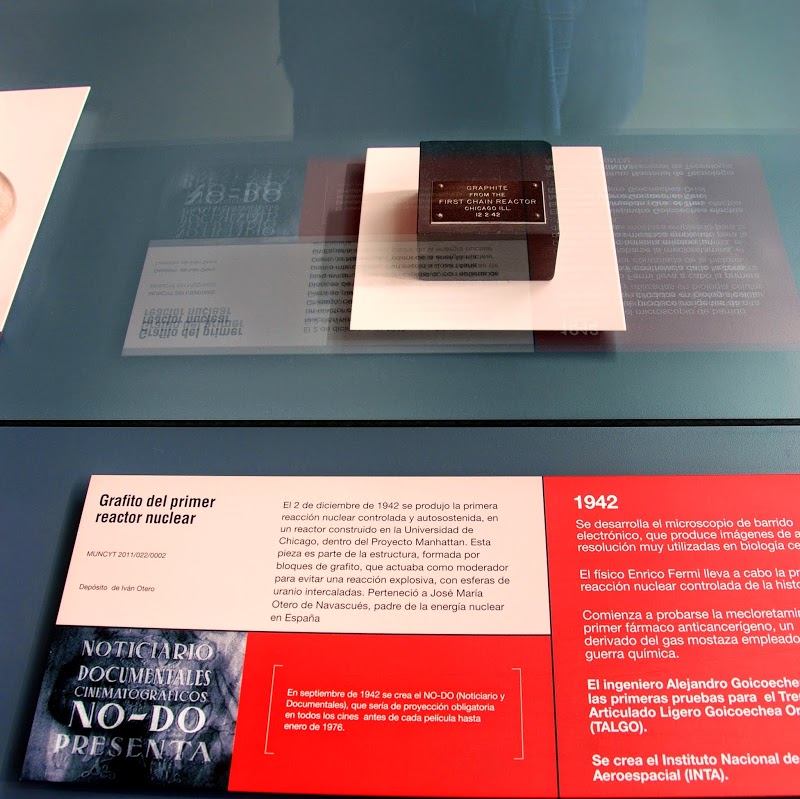 GRAPHITE
FROM THE
FIRST CHAIN REACTOR
CHICAGO ILL.
12 2 42
Grafito del primer
reactor nuclear
MUNCYT 2011/022/0002
Depósito de Iván Otero
El 2 de diciembre de 1942 se produjo la primera
reacción nuclear controlada y autosostenida, en
un reactor construido en la Universidad de
Chicago, dentro del Proyecto Manhattan. Esta
pieza es parte de la estructura, formada por
bloques de grafito, que actuaba como moderador
para evitar una reacción explosiva, con esferas de
uranio intercaladas. Perteneció a José María
Otero de Navascués, padre de la energía nuclear
en España
NOTICIARIO
DOCUMENTALES
CINEMATOGRAFICOS
NO-DO
PRESENTA
En septiembre de 1942 se crea el NO-DO (Noticiario y
Documentales), que sería de proyección obligatoria
en todos los cines antes de cada película hasta
enero de 1976.
1942
Se desarrolla el microscopio de barrido
electrónico, que produce imágenes de a
resolución muy utilizadas en biología ce
El físico Enrico Fermi lleva a cabo la pr
reacción nuclear controlada de la histo
Comienza a probarse la mecloretami
primer fármaco anticancerígeno, un
derivado del gas mostaza empleado
guerra química.
El ingeniero Alejandro Goicoeche
las primeras pruebas para el Tre
Articulado Ligero Goicoechea Or
(TALGO).
Se crea el Instituto Nacional de
Aeroespacial (INTA).